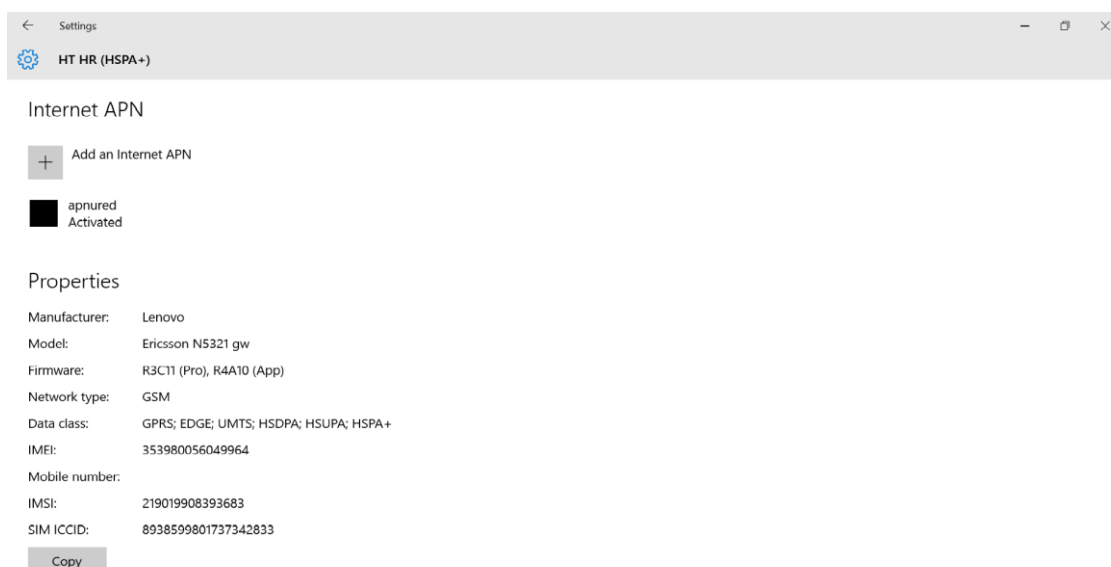 Settings
HT HR (HSPA+)
Internet APN
Add an Internet APN
apnured
Activated
Properties
Manufacturer: Lenovo
Model: Ericsson N5321 gw
Firmware: R3C11 (Pro), R4A10 (App)
Network type: GSM
Data class: GPRS; EDGE; UMTS; HSDPA; HSUPA; HSPA+
IMEI: 353980056049964
Mobile number:
IMSI: 219019908393683
SIM ICCID: 8938599801737342833
Copy